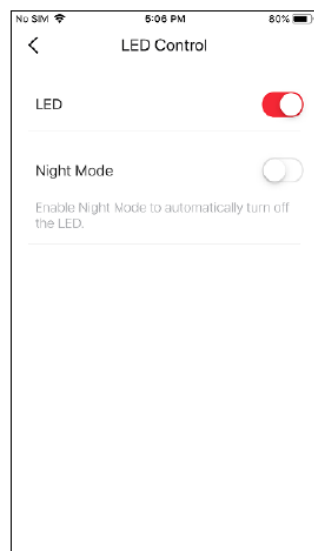 No SIM 5:06 PM 80%
LED Control
LED
Night Mode
Enable Night Mode to automatically turn off
the LED.